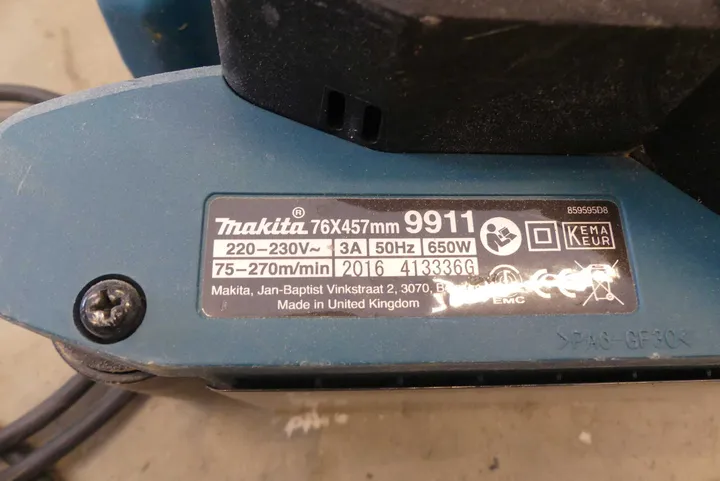 859595D8
makita® 76X457mm 9911
220-230V~ 3A 50Hz 650W
KEMA
KEUR
75-270m/min 2016 413336G
Makita, Jan-Baptist Vinkstraat 2, 3070,
EMC
CE
Made in United Kingdom
>PA6-GF30<